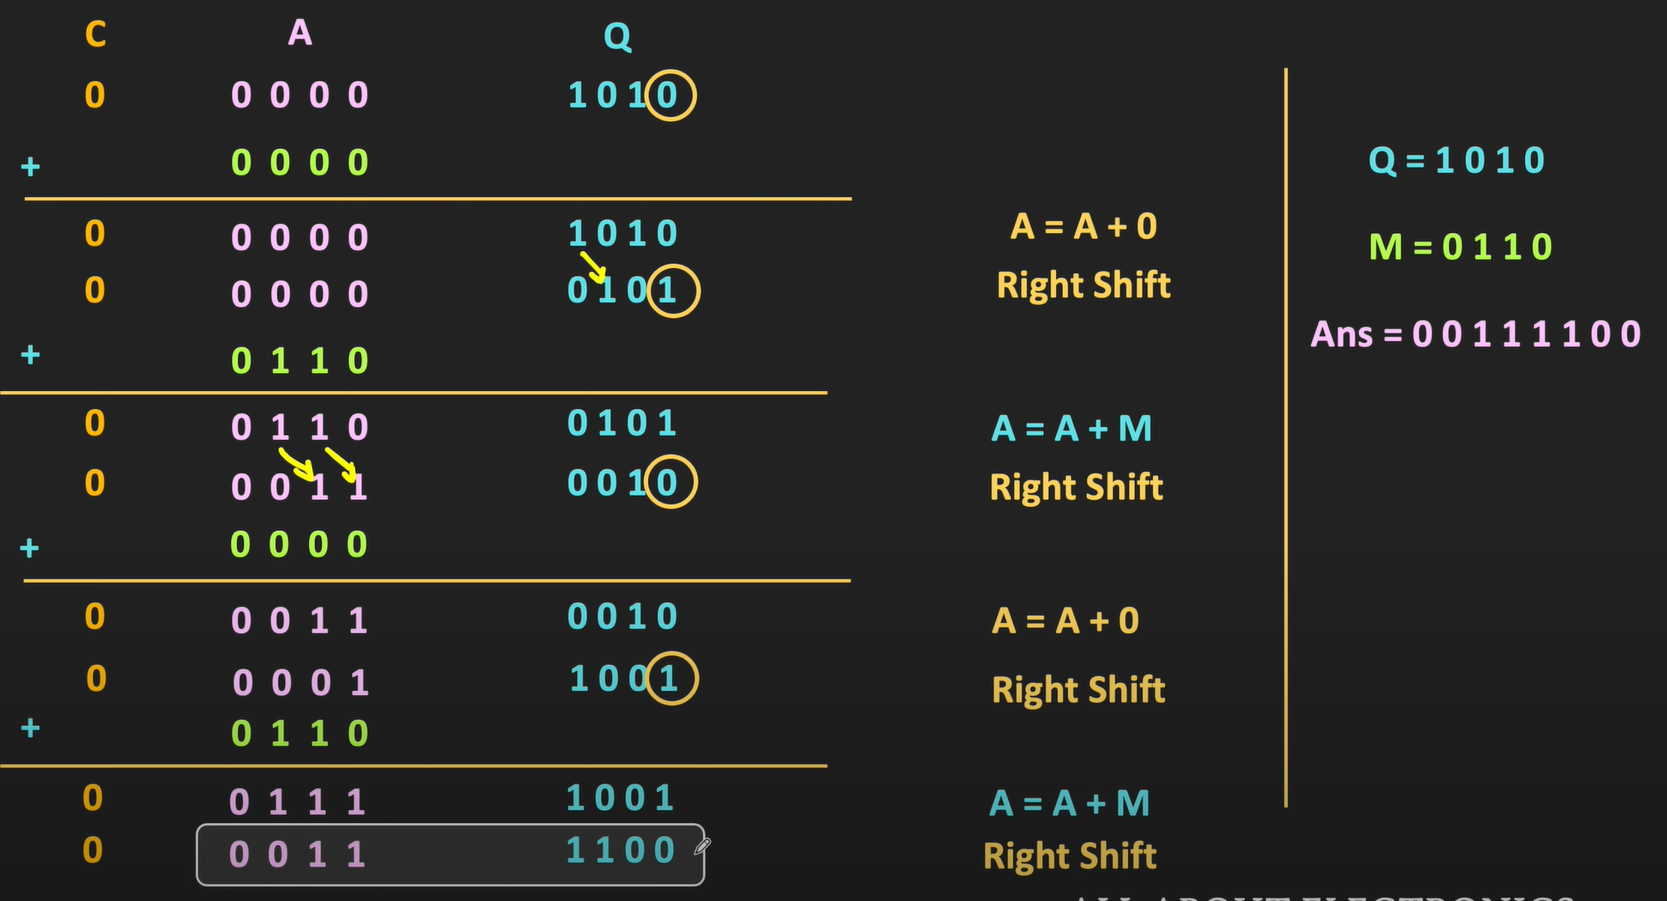 C A Q
0 0 0 0 0 1 0 1 0
+ 0 0 0 0
0 0 0 0 0 1 0 1 0 A = A + 0
0 0 0 0 0 0 1 0 1 Right Shift
+ 0 1 1 0
0 0 1 1 0 0 1 0 1 A = A + M
0 0 0 1 1 0 0 1 0 Right Shift
+ 0 0 0 0
0 0 0 1 1 0 0 1 0 A = A + 0
0 0 0 0 1 1 0 0 1 Right Shift
+ 0 1 1 0
0 0 1 1 1 1 0 0 1 A = A + M
0 0 0 1 1 1 1 0 0 Right Shift
Q = 1 0 1 0
M = 0 1 1 0
Ans = 0 0 1 1 1 1 0 0
ALL ABOUT ELECTRONICS